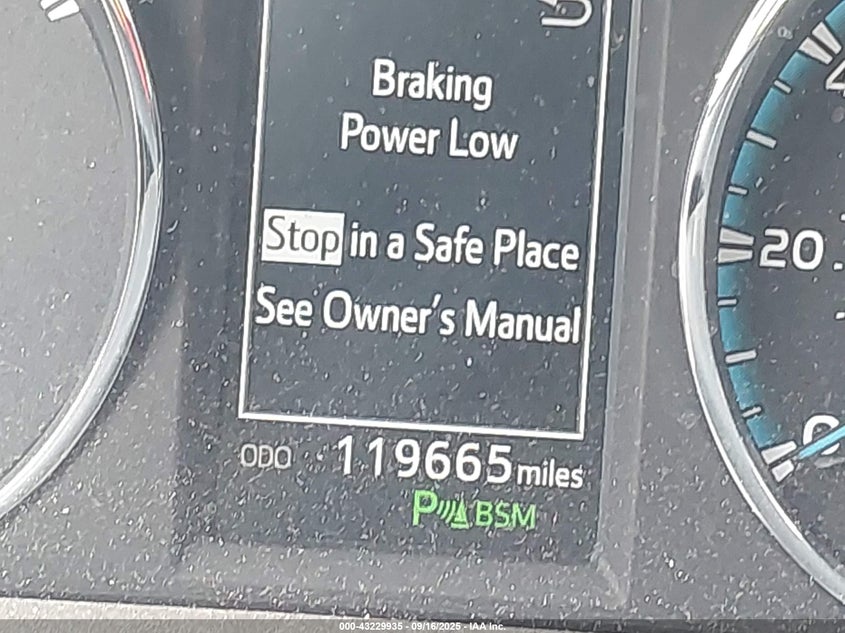 Braking
Power Low
Stop in a Safe Place
See Owner's Manual
20
0
ODO 119665 miles
P BSM
000-43229935 - 09/16/2025 - IAA Inc.